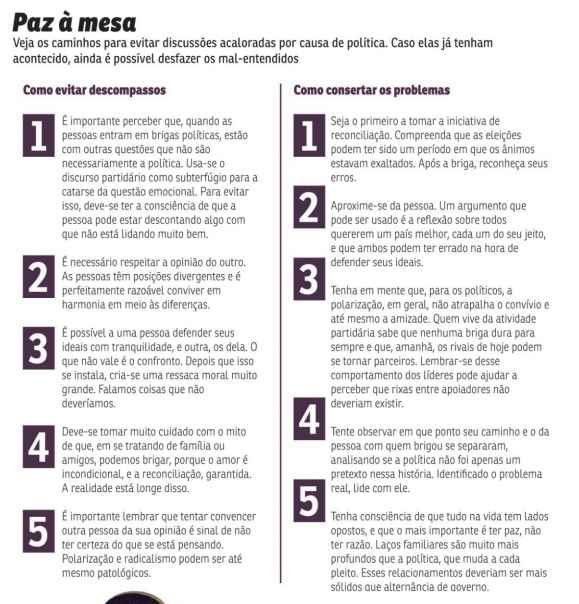 Paz à mesa
Veja os caminhos para evitar discussões acaloradas por causa de política. Caso elas já tenham
acontecido, ainda é possível desfazer os mal-entendidos
Como evitar descompassos
1
É importante perceber que, quando as
pessoas entram em brigas políticas, estão
com outras questões que não são
necessariamente a política. Usa-se o
discurso partidário como subterfúgio para a
catarse da questão emocional. Para evitar
isso, deve-se ter a consciência de que a
pessoa pode estar descontando algo com
que não está lidando muito bem.
2
É necessário respeitar a opinião do outro.
As pessoas têm posições divergentes e é
perfeitamente razoável conviver em
harmonia em meio às diferenças.
3
É possível a uma pessoa defender seus
ideais com tranquilidade, e outra, os dela. O
que não vale é o confronto. Depois que isso
se instala, cria-se uma ressaca moral muito
grande. Falamos coisas que não
deveríamos.
4
Deve-se tomar muito cuidado com o mito
de que, em se tratando de família ou
amigos, podemos brigar, porque o amor é
incondicional, e a reconciliação, garantida.
A realidade está longe disso.
5
É importante lembrar que tentar convencer
outra pessoa da sua opinião é sinal de não
ter certeza do que se está pensando.
Polarização e radicalismo podem ser até
mesmo patológicos.
Como consertar os problemas
1
Seja o primeiro a tomar a iniciativa de
reconciliação. Compreenda que as eleições
podem ter sido um período em que os ânimos
estavam exaltados. Após a briga, reconheça seus
erros.
2
Aproxime-se da pessoa. Um argumento que
pode ser usado é a reflexão sobre todos
quererem um país melhor, cada um do seu jeito,
e que ambos podem ter errado na hora de
defender seus ideais.
3
Tenha em mente que, para os políticos, a
polarização, em geral, não atrapalha o convívio e
até mesmo a amizade. Quem vive da atividade
partidária sabe que nenhuma briga dura para
sempre e que, amanhã, os rivais de hoje podem
se tornar parceiros. Lembrar-se desse
comportamento dos líderes pode ajudar a
perceber que rixas entre apoiadores não
deveriam existir.
4
Tente observar em que ponto seu caminho e o da
pessoa com quem brigou se separaram,
analisando se a política não foi apenas um
pretexto nessa história. Identificado o problema
real, lide com ele.
5
Tenha consciência de que tudo na vida tem lados
opostos, e que o mais importante é ter paz, não
ter razão. Laços familiares são muito mais
profundos que a política, que muda a cada
pleito. Esses relacionamentos deveriam ser mais
sólidos que alternância de governo.